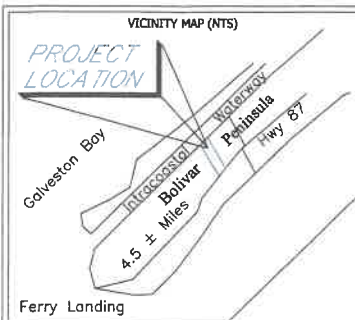 VICINITY MAP (NTS)
PROJECT
LOCATION
Galveston Bay
Intracoastal Waterway
Bolivar Peninsula
Hwy 87
4.5 ± Miles
Ferry Landing